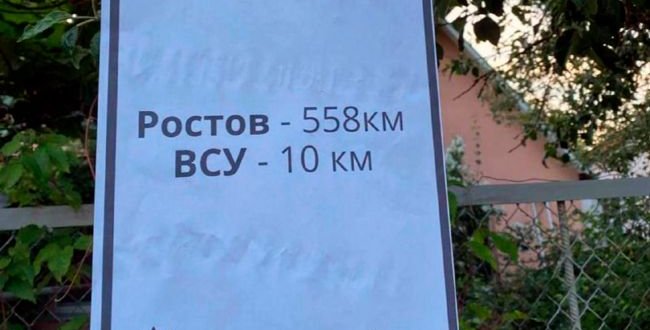 Ростов - 558км
ВСУ - 10 км